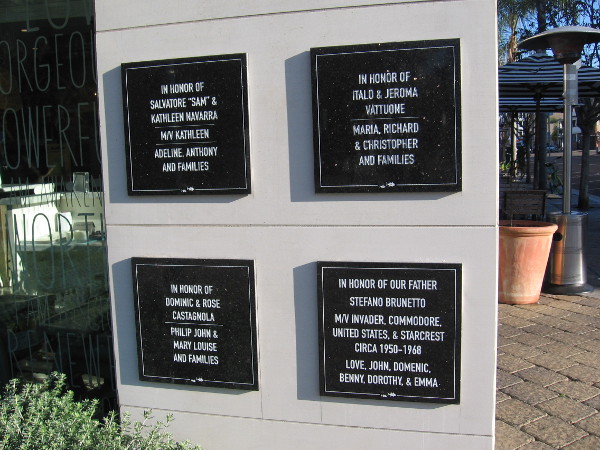 IN HONOR OF
SALVATORE "SAM" &
KATHLEEN NAVARRA
M/V KATHLEEN
ADELINE, ANTHONY
AND FAMILIES
IN HONOR OF
ITALO & JEROMA
VATTUONE
MARIA, RICHARD
& CHRISTOPHER
AND FAMILIES
IN HONOR OF
DOMINIC & ROSE
CASTAGNOLA
PHILIP JOHN &
MARY LOUISE
AND FAMILIES
IN HONOR OF OUR FATHER
STEFANO BRUNETTO
M/V INVADER, COMMODORE,
UNITED STATES, & STARCREST
CIRCA 1950-1968
LOVE, JOHN, DOMENIC,
BENNY, DOROTHY, & EMMA